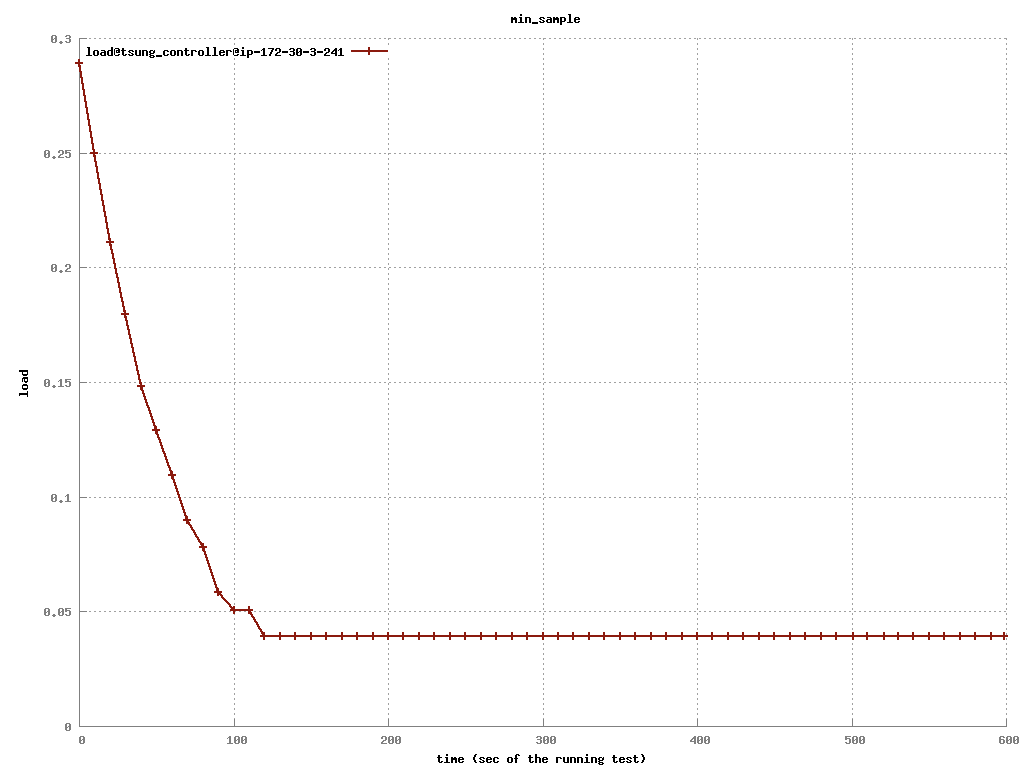 min_sample
load@tsung_controller@ip-172-30-3-241
0.3
0.25
0.2
0.15
0.1
0.05
0
load
0 100 200 300 400 500 600
time (sec of the running test)